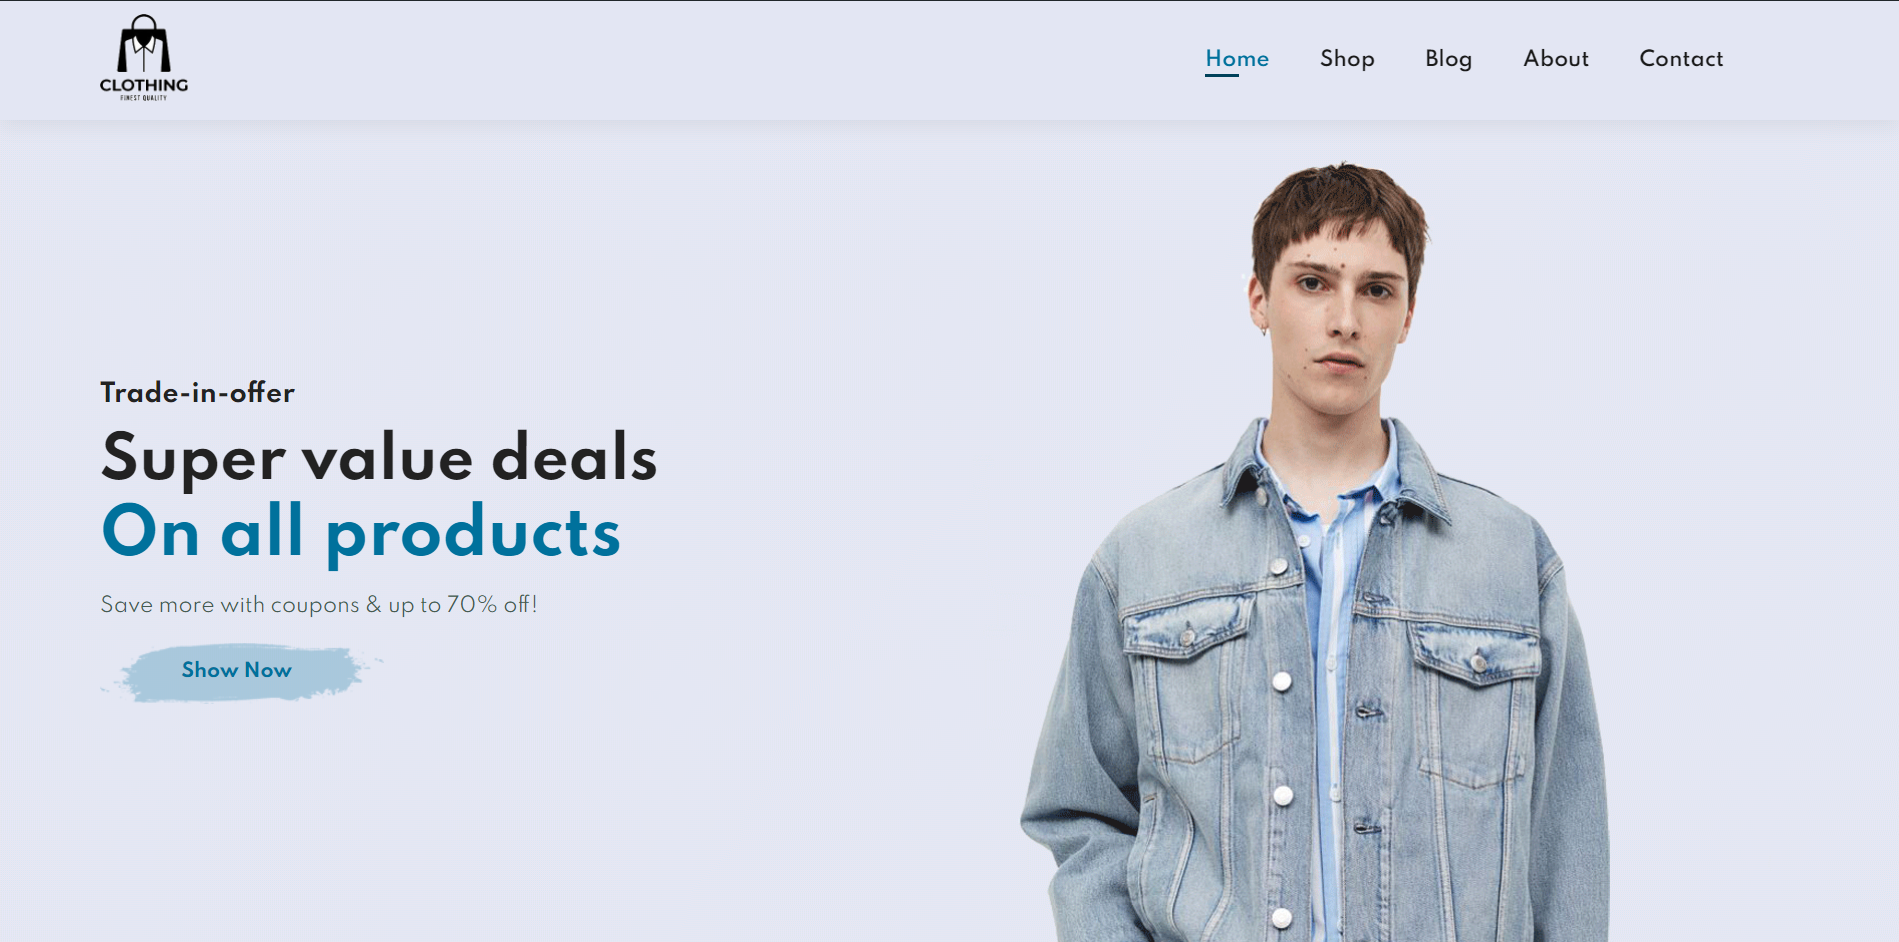 CLOTHING
FINEST QUALITY
Home Shop Blog About Contact
Trade-in-offer
Super value deals
On all products
Save more with coupons & up to 70% off!
Show Now